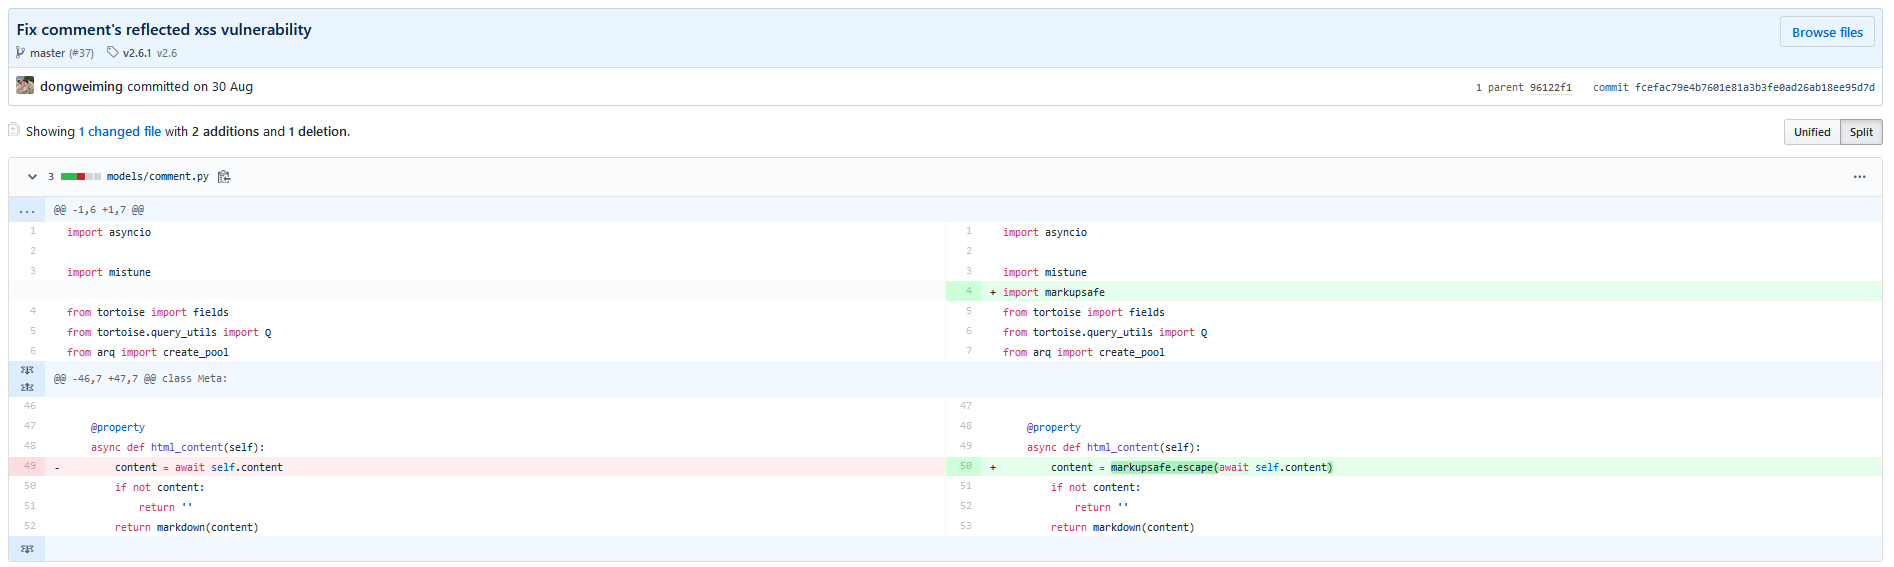 Fix comment's reflected xss vulnerability
Browse files
master (#37) v2.6.1 v2.6
dongweiming committed on 30 Aug
1 parent 96122f1 commit fcefac79e4b7601e81a3b3fe0ad26ab18ee95d7d
Showing 1 changed file with 2 additions and 1 deletion.
Unified Split
3 models/comment.py ...
... @@ -1,6 +1,7 @@
1 import asyncio 1 import asyncio
2 2
3 import mistune 3 import mistune
4 + import markupsafe
4 from tortoise import fields 5 from tortoise import fields
5 from tortoise.query_utils import Q 6 from tortoise.query_utils import Q
6 from arq import create_pool 7 from arq import create_pool
@@ -46,7 +47,7 @@ class Meta:
46 47
47 @property 48 @property
48 async def html_content(self): 49 async def html_content(self):
49 - content = await self.content 50 + content = markupsafe.escape(await self.content)
50 if not content: 51 if not content:
51 return '' 52 return ''
52 return markdown(content) 53 return markdown(content)